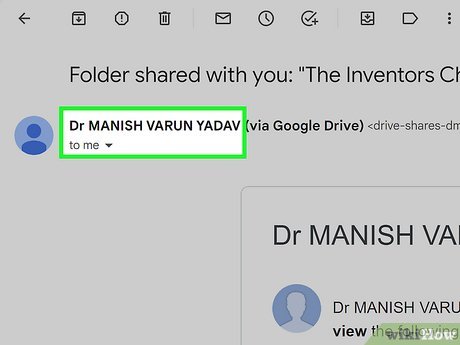 Folder shared with you: "The Inventors Ch
Dr MANISH VARUN YADAV (via Google Drive) <drive-shares-dm
to me
Dr MANISH VA
Dr MANISH VARU
view the following
wikiHow